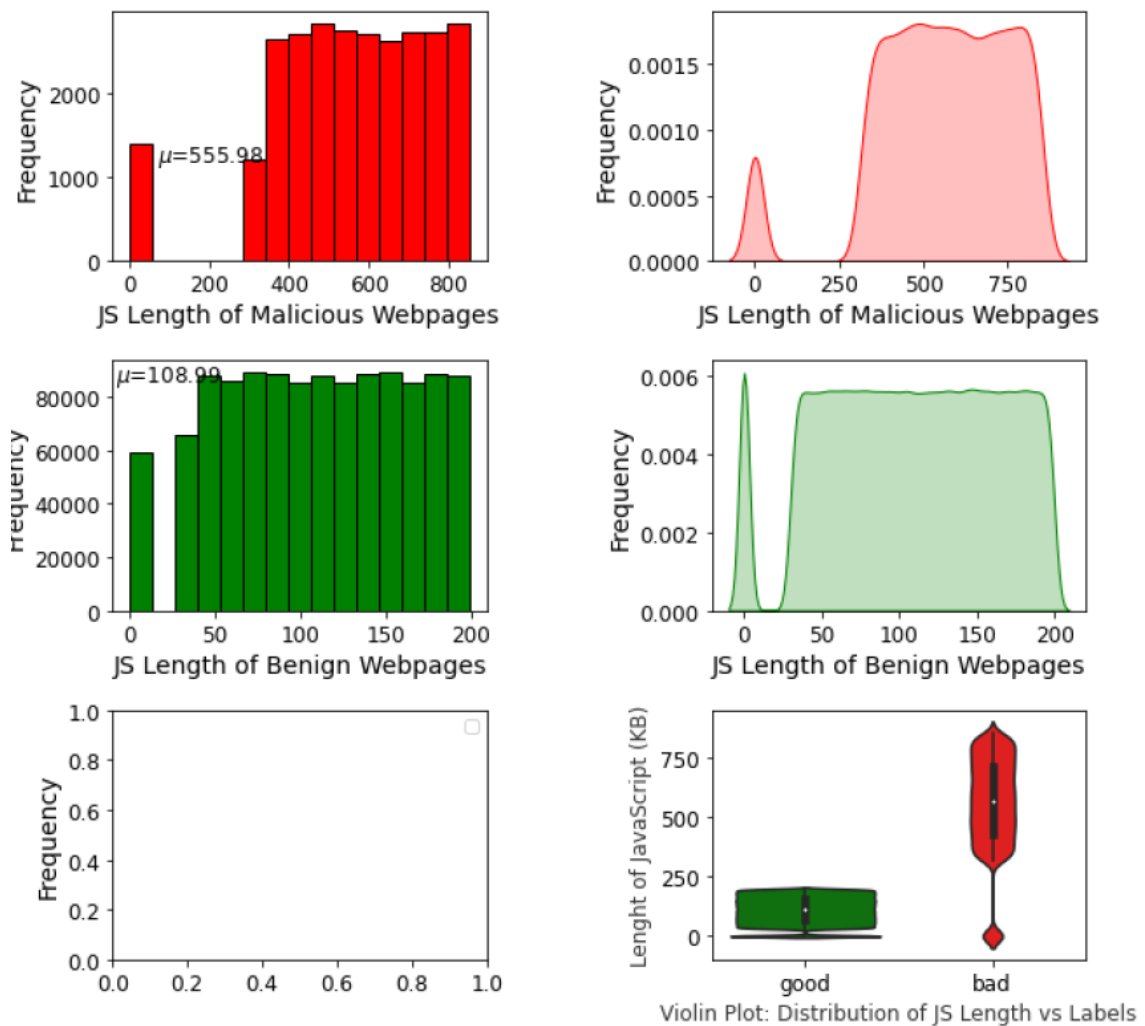 2000
1000
0
Frequency
μ=555.98
0 200 400 600 800
JS Length of Malicious Webpages
0.0015
0.0010
0.0005
0.0000
Frequency
0 250 500 750
JS Length of Malicious Webpages
80000
60000
40000
20000
0
Frequency
μ=108.99
0 50 100 150 200
JS Length of Benign Webpages
0.006
0.004
0.002
0.000
Frequency
0 50 100 150 200
JS Length of Benign Webpages
1.0
0.8
0.6
0.4
0.2
0.0
Frequency
0.0 0.2 0.4 0.6 0.8 1.0
750
500
250
0
Lenght of JavaScript (KB)
good bad
Violin Plot: Distribution of JS Length vs Labels